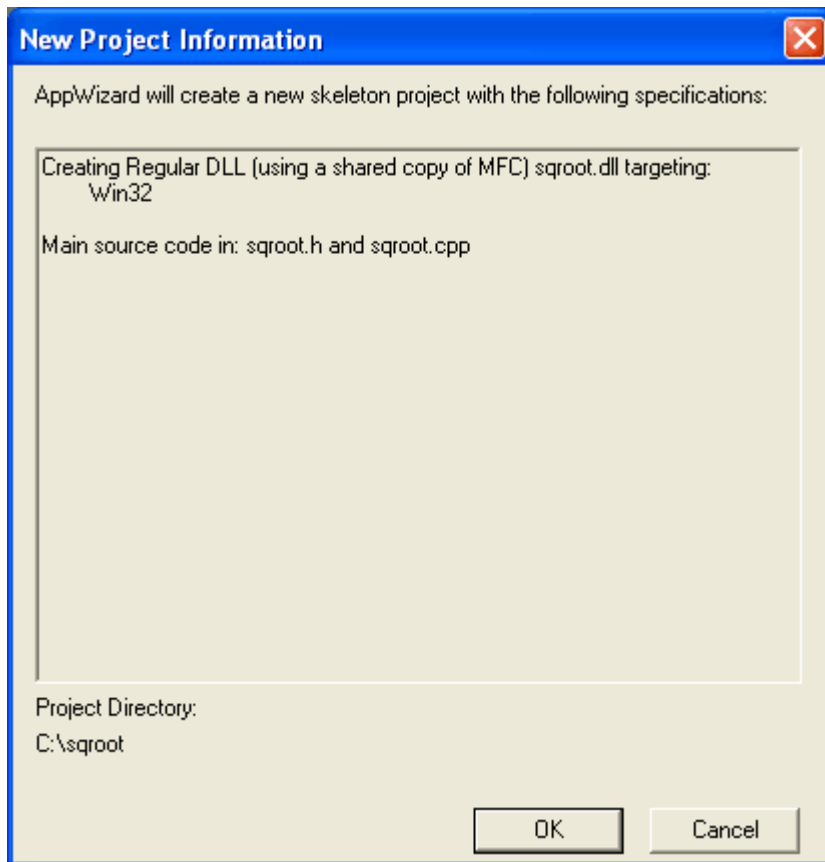 New Project Information
AppWizard will create a new skeleton project with the following specifications:
Creating Regular DLL (using a shared copy of MFC) sqroot.dll targeting:
Win32
Main source code in: sqroot.h and sqroot.cpp
Project Directory:
C:\sqroot
OK Cancel